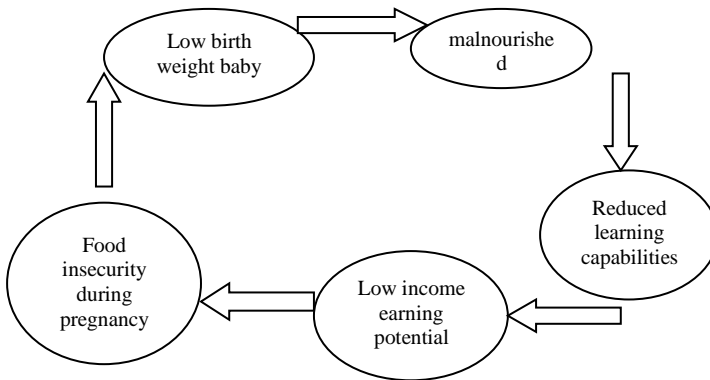 Low birth
weight baby
malnourishe
d
Reduced
learning
capabilities
Low income
earning
potential
Food
insecurity
during
pregnancy